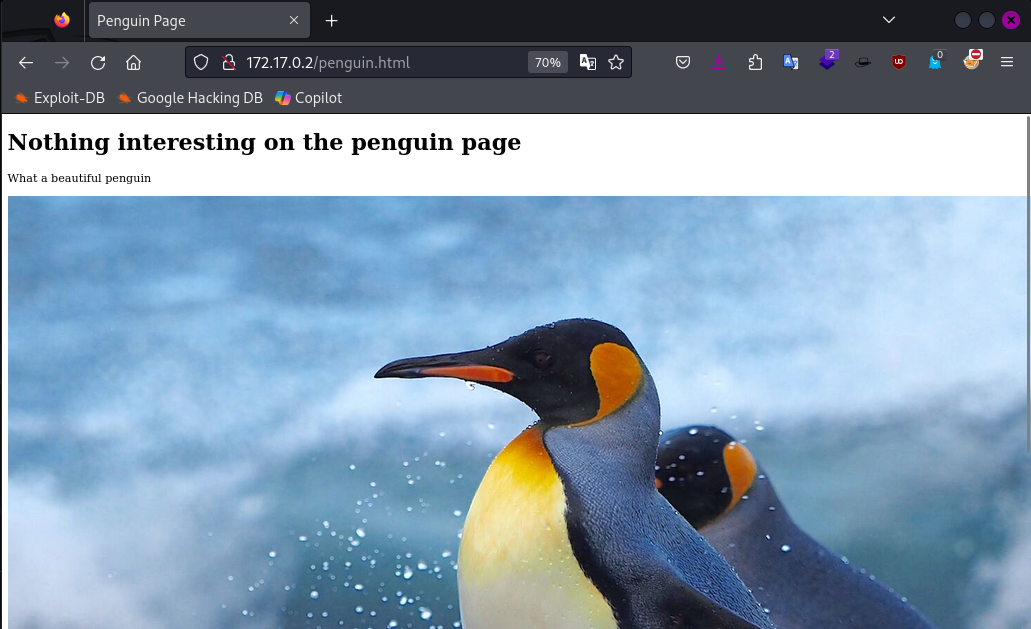 Penguin Page
172.17.0.2/penguin.html
70%
2
UD
0
Exploit-DB
Google Hacking DB
Copilot
Nothing interesting on the penguin page
What a beautiful penguin